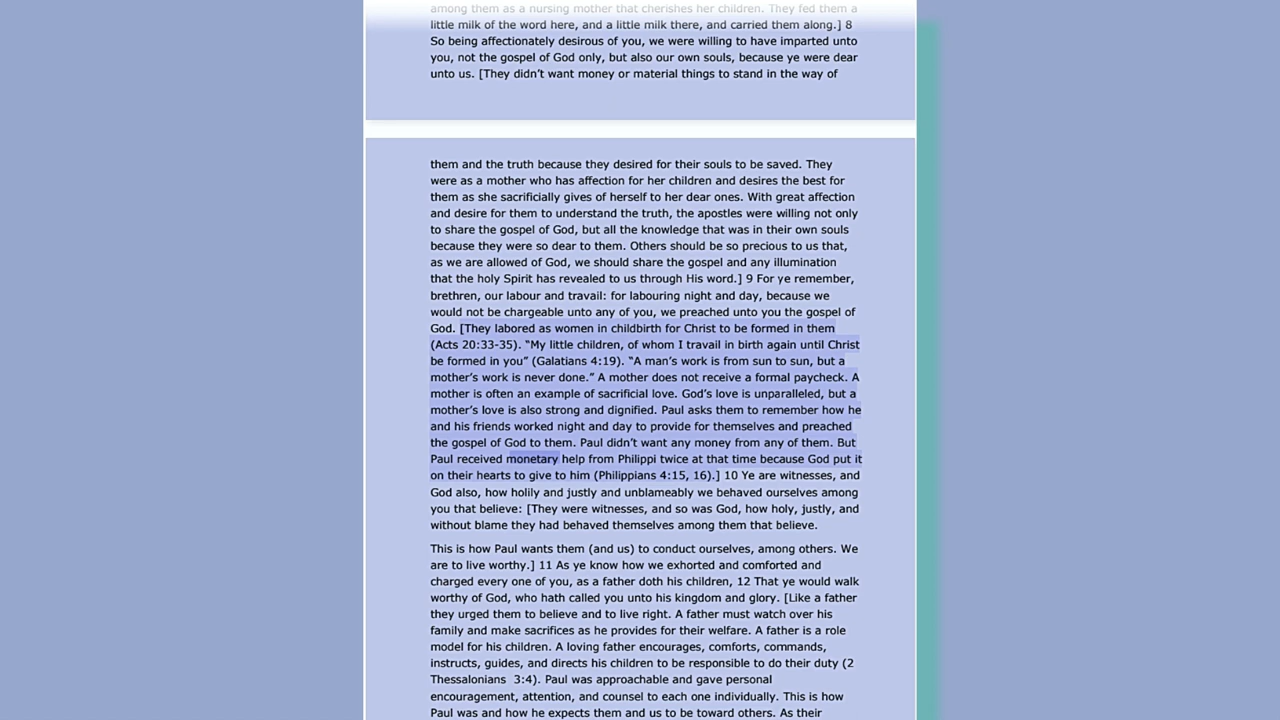 among them as a nursing mother that cherishes her children. They fed them a
little milk of the word here, and a little milk there, and carried them along.] 8
So being affectionately desirous of you, we were willing to have imparted unto
you, not the gospel of God only, but also our own souls, because ye were dear
unto us. [They didn’t want money or material things to stand in the way of
them and the truth because they desired for their souls to be saved. They
were as a mother who has affection for her children and desires the best for
them as she sacrificially gives of herself to her dear ones. With great affection
and desire for them to understand the truth, the apostles were willing not only
to share the gospel of God, but all the knowledge that was in their own souls
because they were so dear to them. Others should be so precious to us that,
as we are allowed of God, we should share the gospel and any illumination
that the holy Spirit has revealed to us through His word.] 9 For ye remember,
brethren, our labour and travail: for labouring night and day, because we
would not be chargeable unto any of you, we preached unto you the gospel of
God. [They labored as women in childbirth for Christ to be formed in them
(Acts 20:33-35). “My little children, of whom I travail in birth again until Christ
be formed in you” (Galatians 4:19). “A man’s work is from sun to sun, but a
mother’s work is never done.” A mother does not receive a formal paycheck. A
mother is often an example of sacrificial love. God’s love is unparalleled, but a
mother’s love is also strong and dignified. Paul asks them to remember how he
and his friends worked night and day to provide for themselves and preached
the gospel of God to them. Paul didn’t want any money from any of them. But
Paul received monetary help from Philippi twice at that time because God put it
on their hearts to give to him (Philippians 4:15, 16).] 10 Ye are witnesses, and
God also, how holily and justly and unblameably we behaved ourselves among
you that believe: [They were witnesses, and so was God, how holy, justly, and
without blame they had behaved themselves among them that believe.
This is how Paul wants them (and us) to conduct ourselves, among others. We
are to live worthy.] 11 As ye know how we exhorted and comforted and
charged every one of you, as a father doth his children, 12 That ye would walk
worthy of God, who hath called you unto his kingdom and glory. [Like a father
they urged them to believe and to live right. A father must watch over his
family and make sacrifices as he provides for their welfare. A father is a role
model for his children. A loving father encourages, comforts, commands,
instructs, guides, and directs his children to be responsible to do their duty (2
Thessalonians 3:4). Paul was approachable and gave personal
encouragement, attention, and counsel to each one individually. This is how
Paul was and how he expects them and us to be toward others. As their